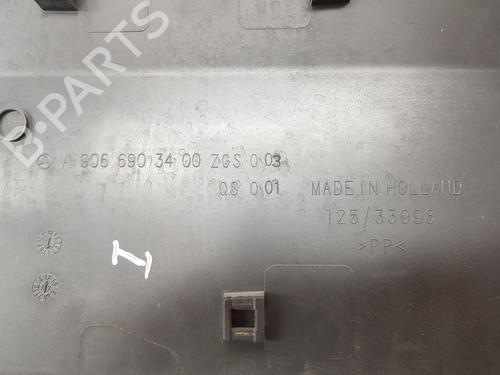 A 906 690 34 00 ZGS 003
QS 001 MADE IN HOLLAND
125/33998
>PP<
B-PARTS